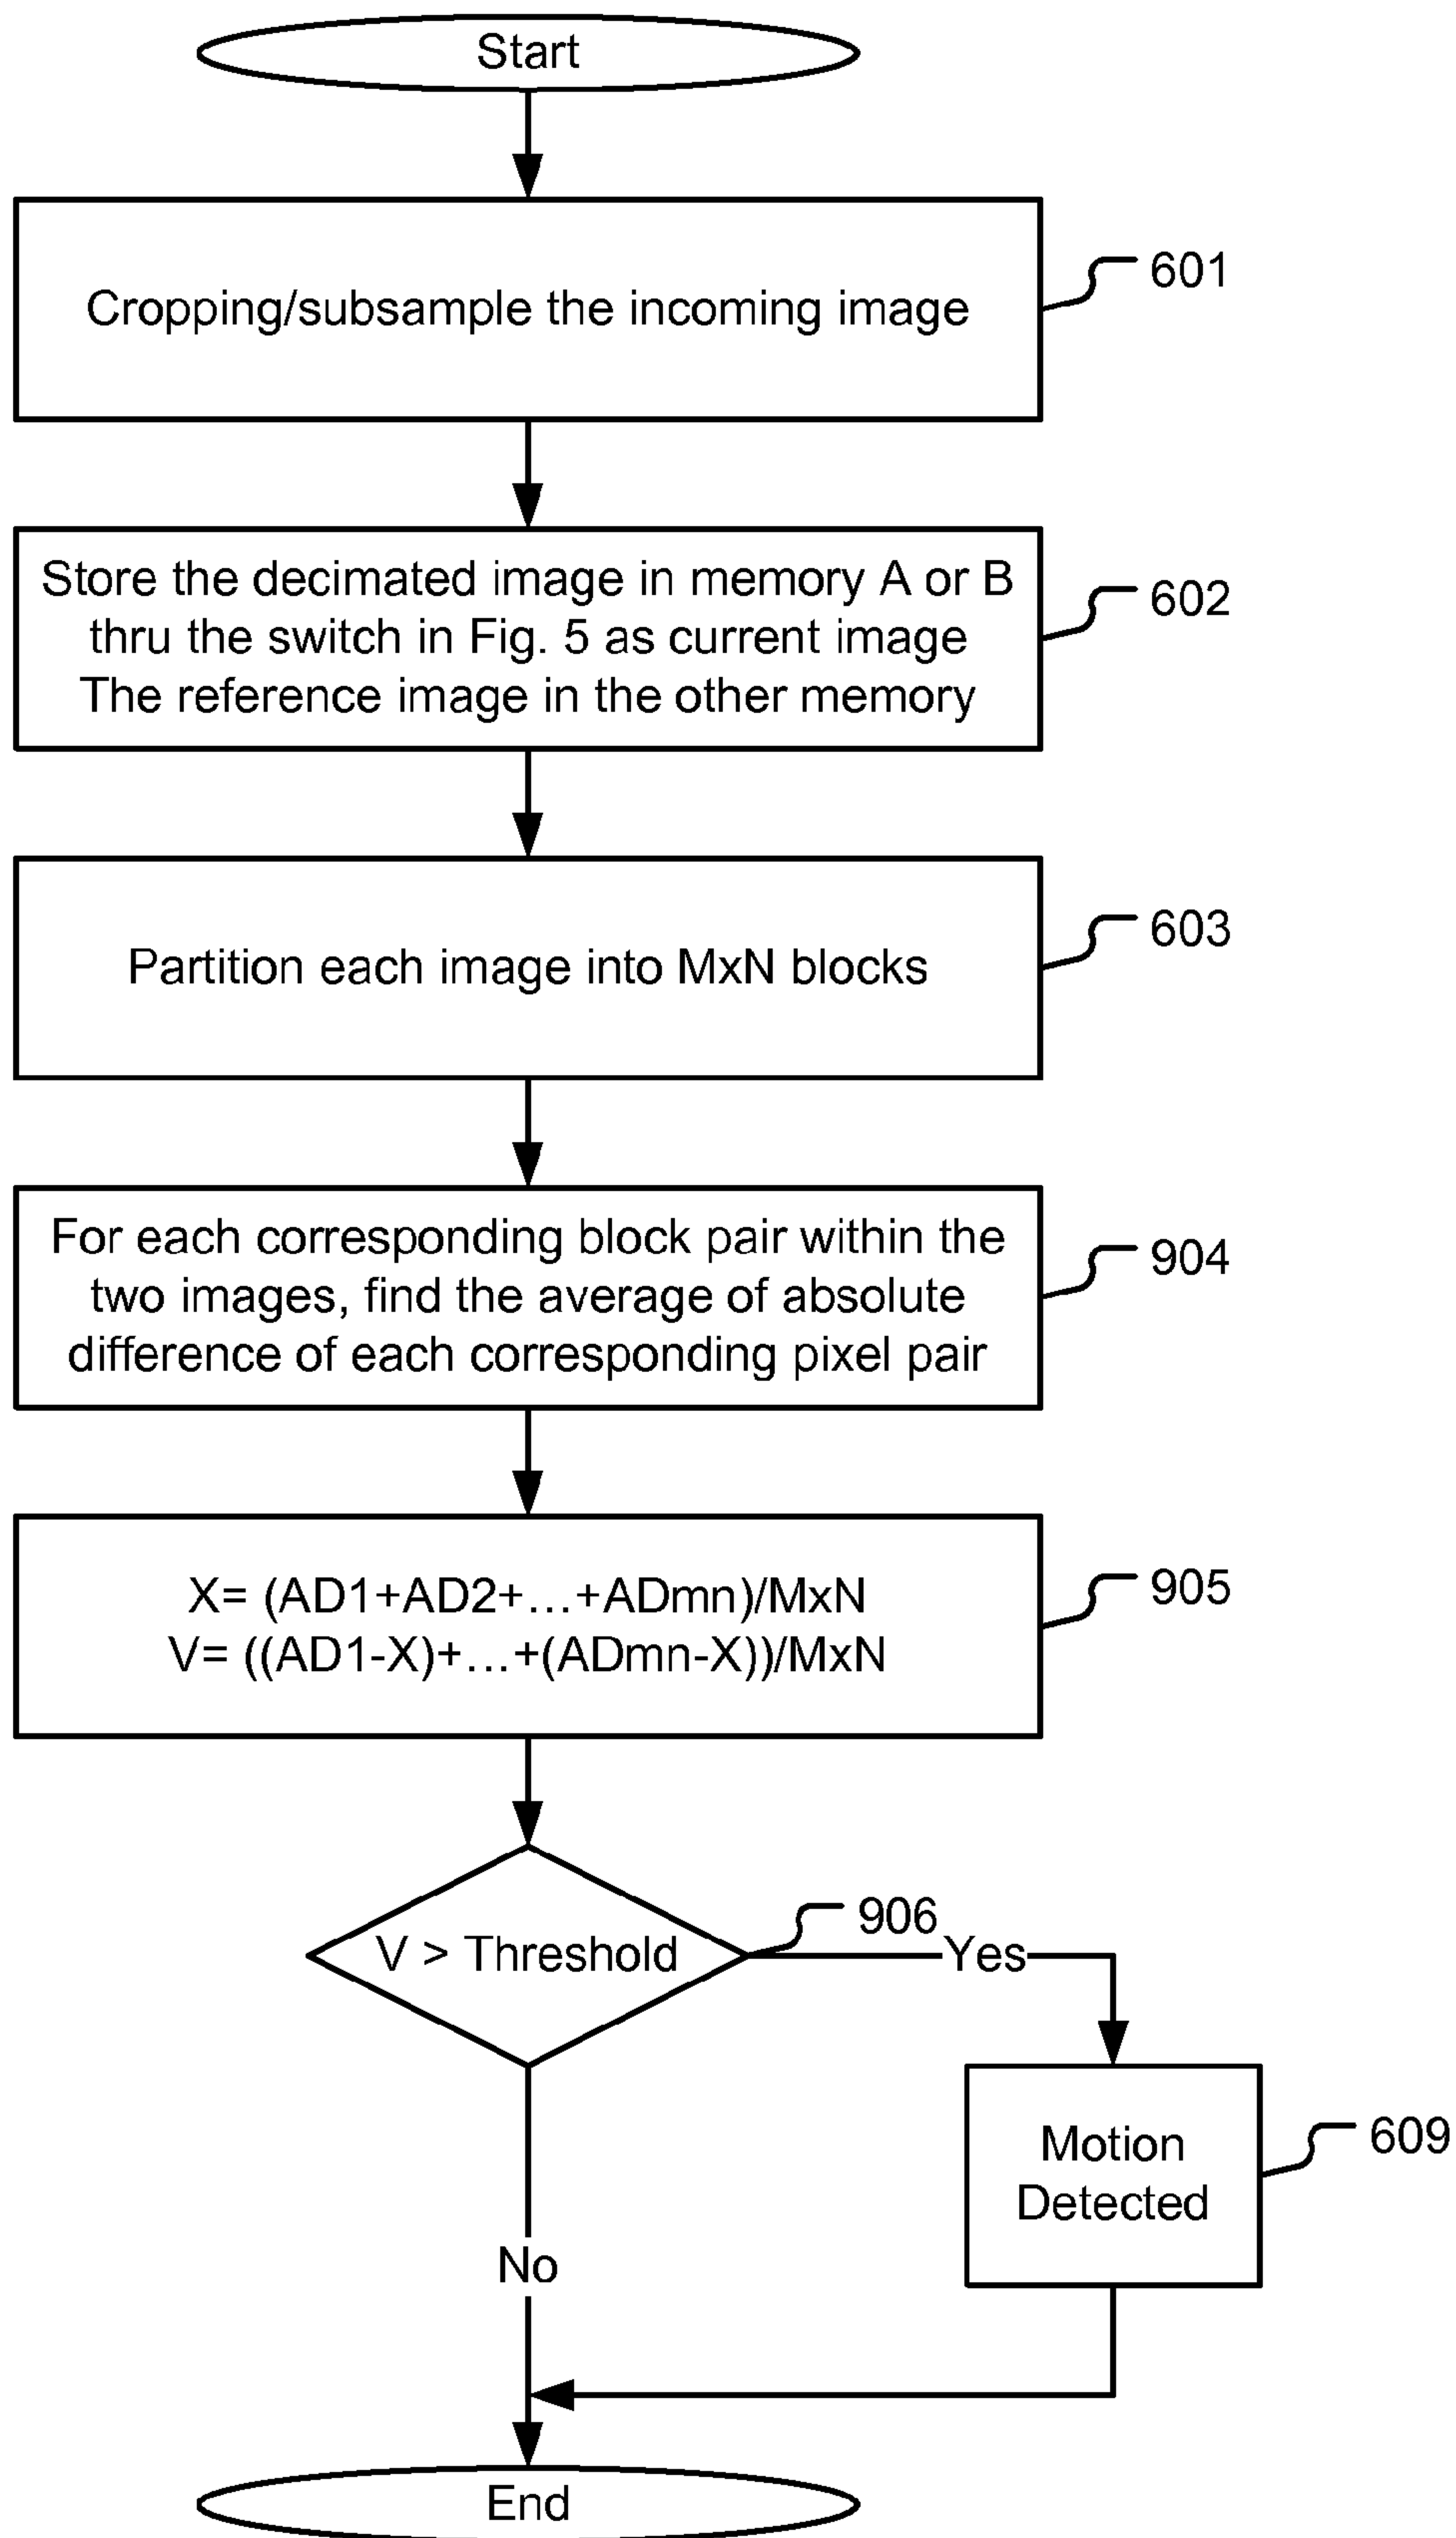 Start
Cropping/subsample the incoming image
601
Store the decimated image in memory A or B
thru the switch in Fig. 5 as current image
The reference image in the other memory
602
Partition each image into MxN blocks
603
For each corresponding block pair within the
two images, find the average of absolute
difference of each corresponding pixel pair
904
X= (AD1+AD2+…+ADmn)/MxN
V= ((AD1-X)+…+(ADmn-X))/MxN
905
V > Threshold
906
Yes
Motion
Detected
609
No
End